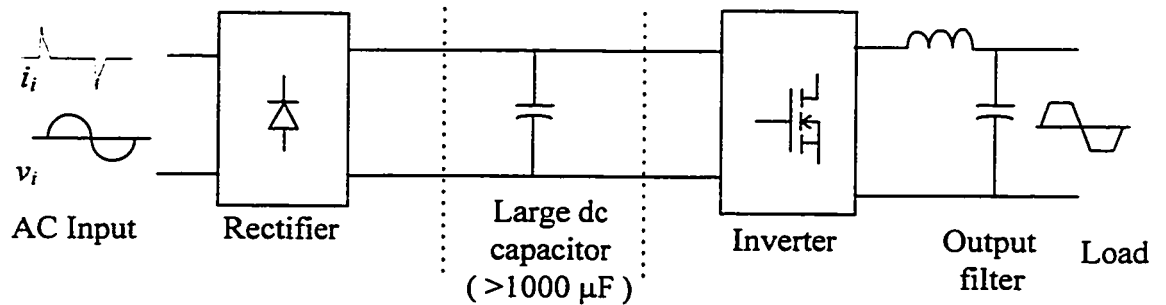 i_i
v_i
AC Input
Rectifier
Large dc
capacitor
( >1000 μF )
Inverter
Output
filter
Load